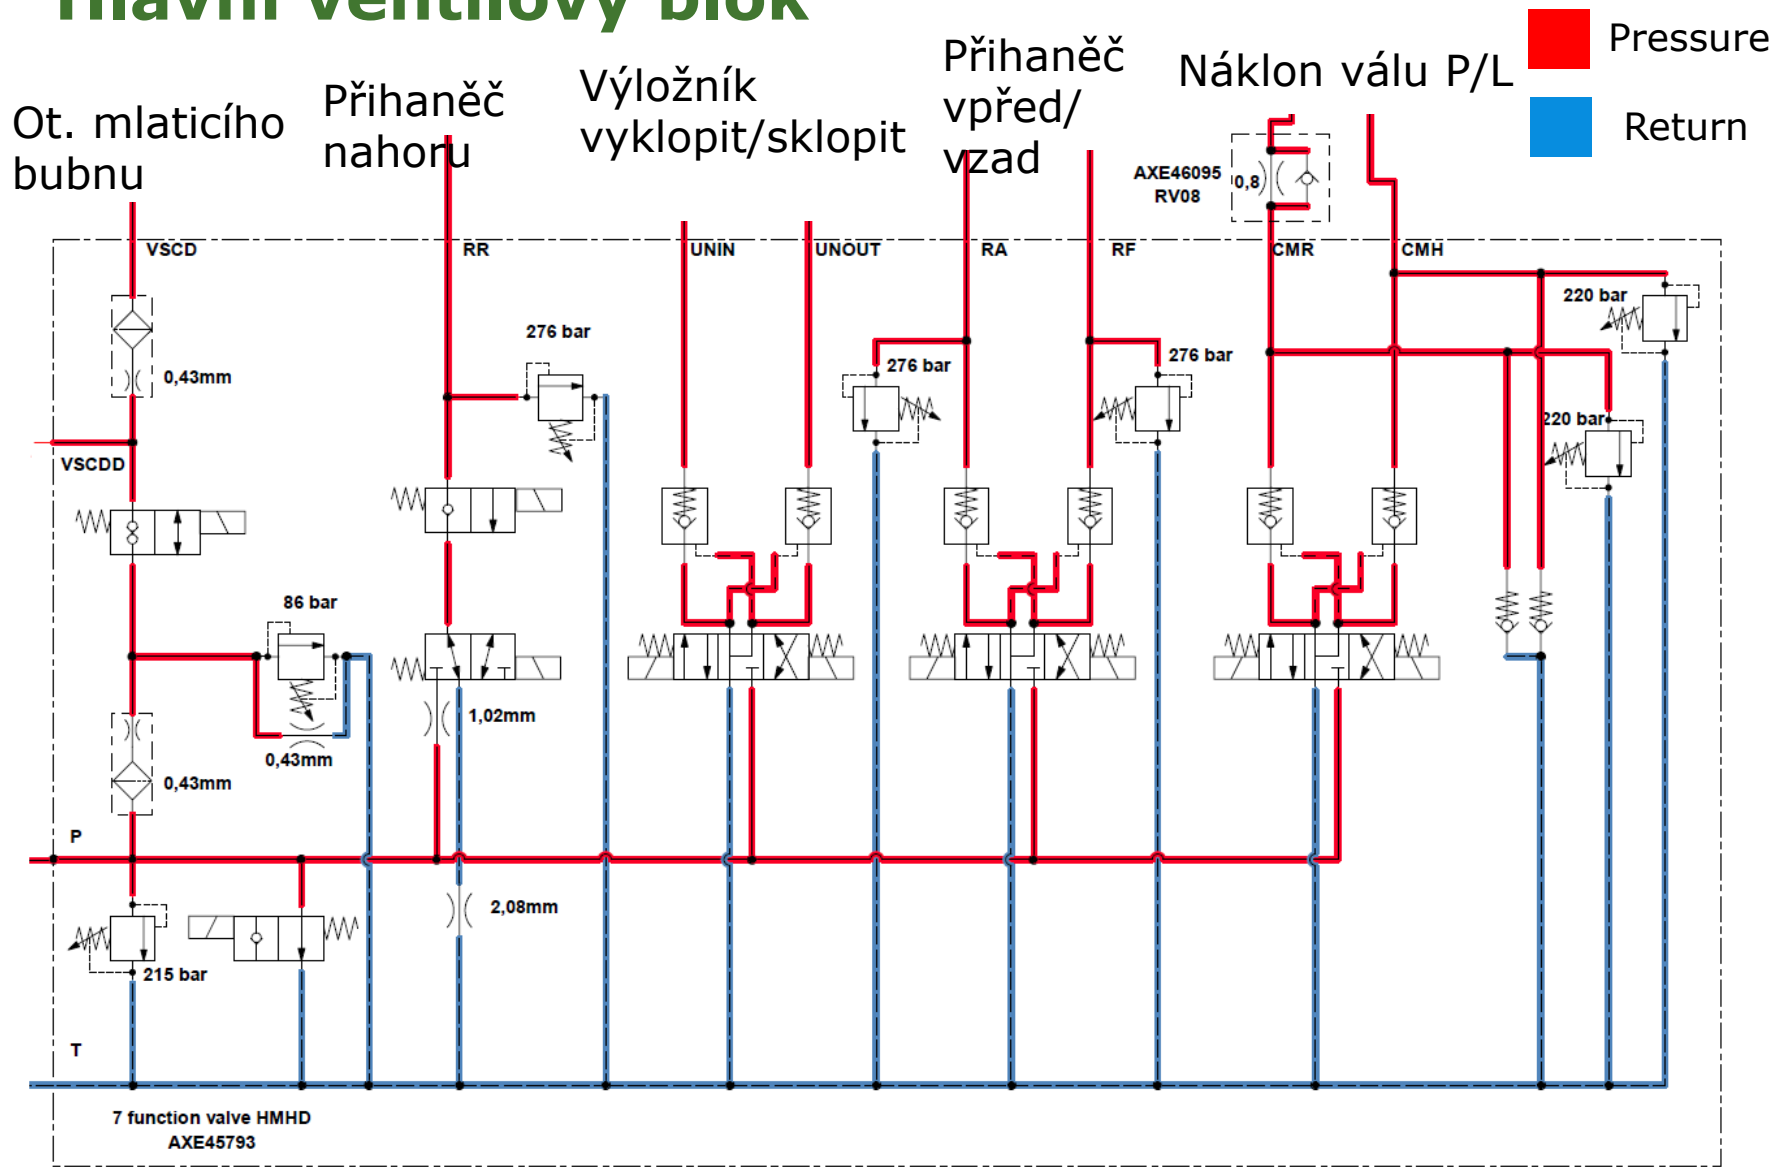 Hlavní ventilový blok
Pressure
Return
Ot. mlaticího
bubnu
Přihaněč
nahoru
Výložník
vyklopit/sklopit
Přihaněč
vpřed/
vzad
Náklon válu P/L
AXE46095
RV08
0,8
VSCD
RR
UNIN
UNOUT
RA
RF
CMR
CMH
220 bar
276 bar
276 bar
276 bar
0,43mm
220 bar
VSCDD
86 bar
1,02mm
0,43mm
0,43mm
P
2,08mm
215 bar
T
7 function valve HMHD
AXE45793